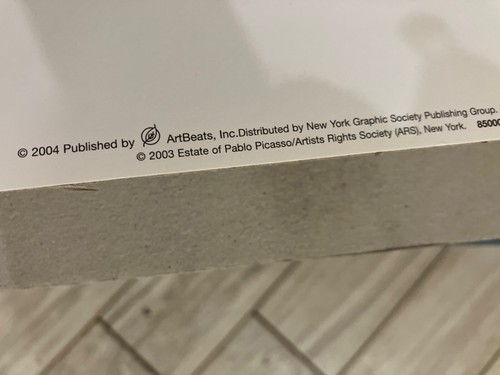 © 2004 Published by ArtBeats, Inc.Distributed by New York Graphic Society Publishing Group.
© 2003 Estate of Pablo Picasso/Artists Rights Society (ARS), New York. 8500